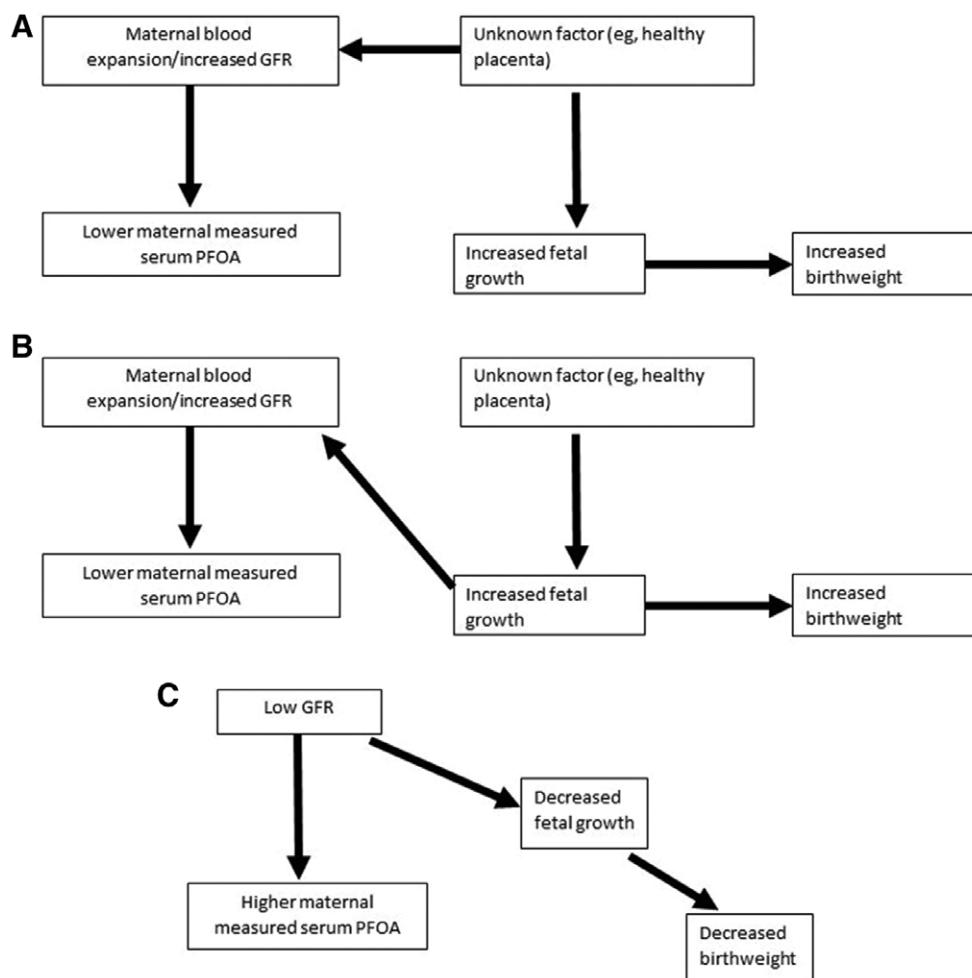 A
Maternal blood
expansion/increased GFR
Unknown factor (eg, healthy
placenta)
Lower maternal measured
serum PFOA
Increased fetal
growth
Increased
birthweight
B
Maternal blood
expansion/increased GFR
Unknown factor (eg, healthy
placenta)
Lower maternal measured
serum PFOA
Increased fetal
growth
Increased
birthweight
C
Low GFR
Decreased
fetal growth
Higher maternal
measured serum PFOA
Decreased
birthweight